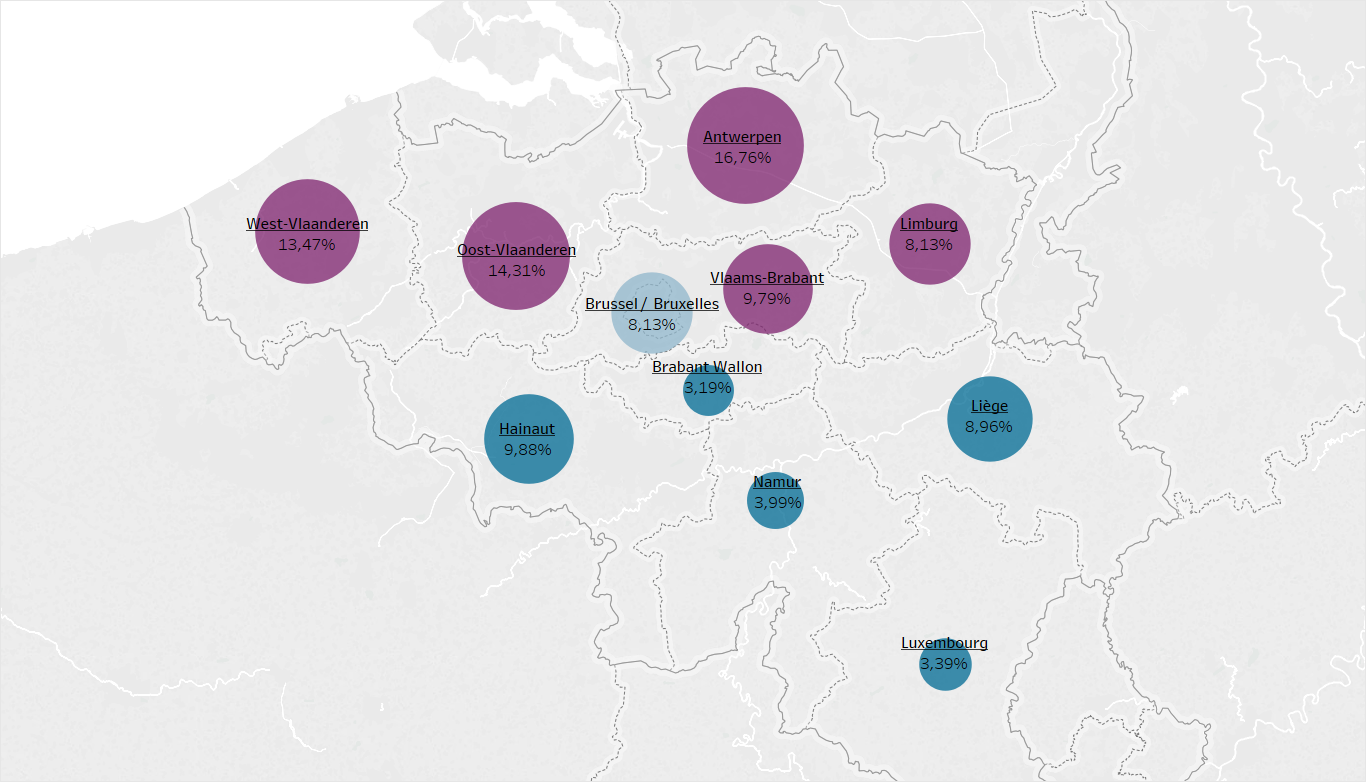 Antwerpen
16,76%
West-Vlaanderen
13,47%
Limburg
8,13%
Oost-Vlaanderen
14,31%
Vlaams-Brabant
9,79%
Brussel / Bruxelles
8,13%
Brabant Wallon
3,19%
Liège
8,96%
Hainaut
9,88%
Namur
3,99%
Luxembourg
3,39%